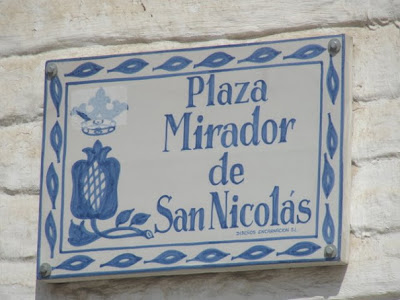 Plaza
Mirador
de
San Nicolás